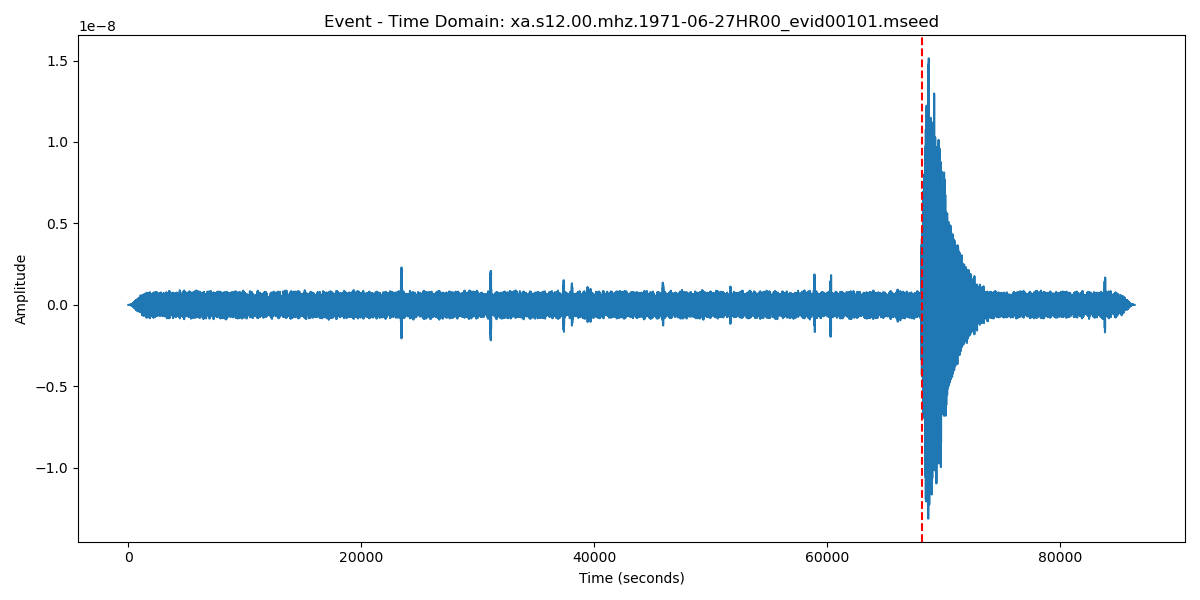 Event - Time Domain: xa.s12.00.mhz.1971-06-27HR00_evid00101.mseed
1e−8
1.5
1.0
0.5
0.0
−0.5
−1.0
Amplitude
0 20000 40000 60000 80000
Time (seconds)